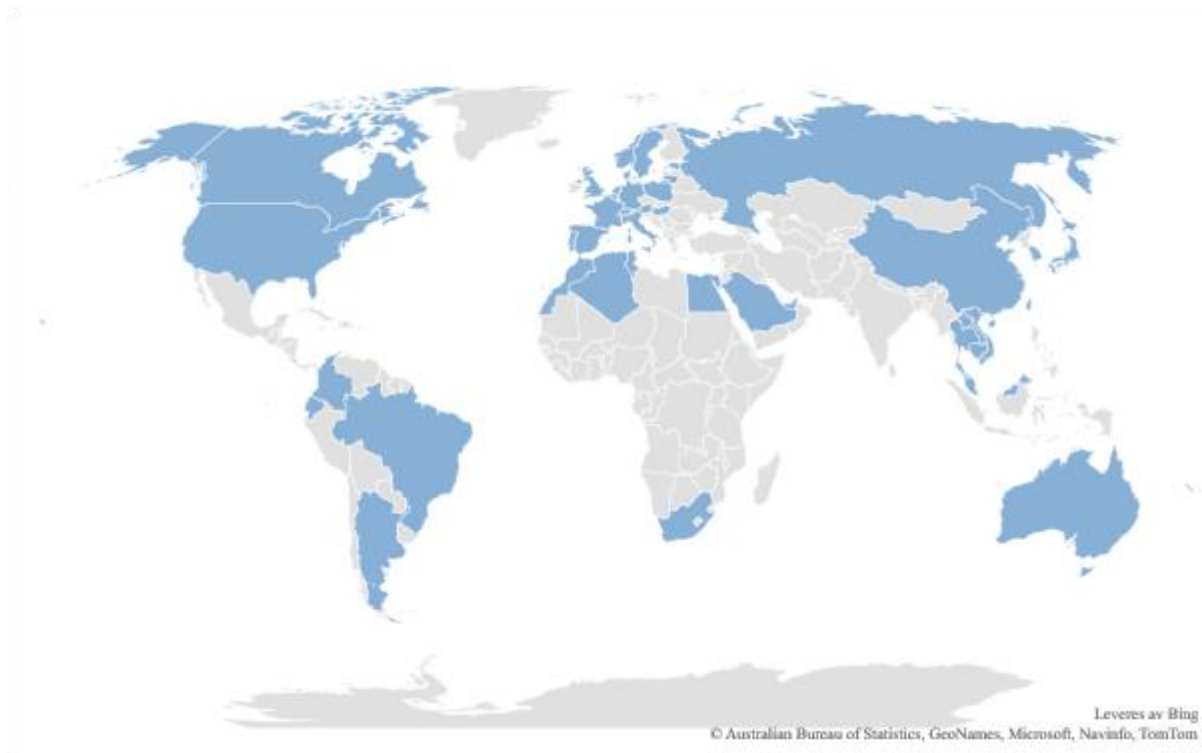 Leveres av Bing
© Australian Bureau of Statistics, GeoNames, Microsoft, Navinfo, TomTom